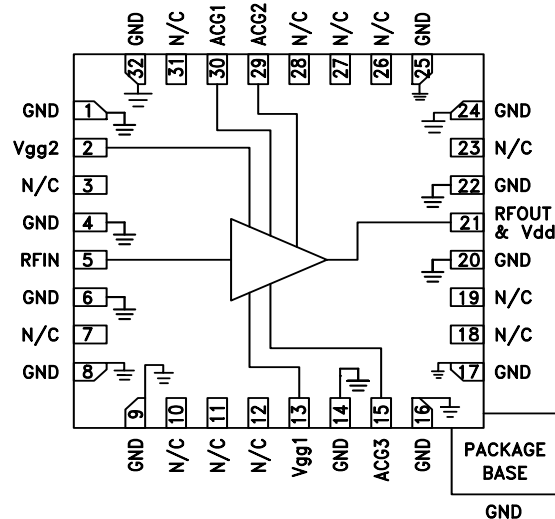 GND
N/C
ACG1
ACG2
N/C
N/C
N/C
GND
32
31
30
29
28
27
26
25
GND 1
Vgg2 2
N/C 3
GND 4
RFIN 5
GND 6
N/C 7
GND 8
24 GND
23 N/C
22 GND
21 RFOUT
& Vdd
20 GND
19 N/C
18 N/C
17 GND
9
10
11
12
13
14
15
16
GND
N/C
N/C
N/C
Vgg1
GND
ACG3
GND
PACKAGE
BASE
GND